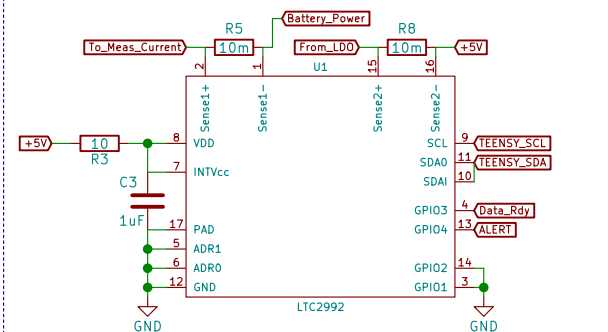 Battery_Power
R5
R8
To_Meas_Current
10m
From_LDO
10m
+5V
U1
2
1
15
16
Sense1+
Sense1-
Sense2+
Sense2-
+5V
10
R3
8
VDD
SCL
9
TEENSY_SCL
7
INTVcc
SDAO
11
TEENSY_SDA
SDAI
10
C3
1uF
GPIO3
4
Data_Rdy
17
PAD
GPIO4
13
ALERT
5
ADR1
6
ADR0
GPIO2
14
12
GND
GPIO1
3
LTC2992
GND
GND